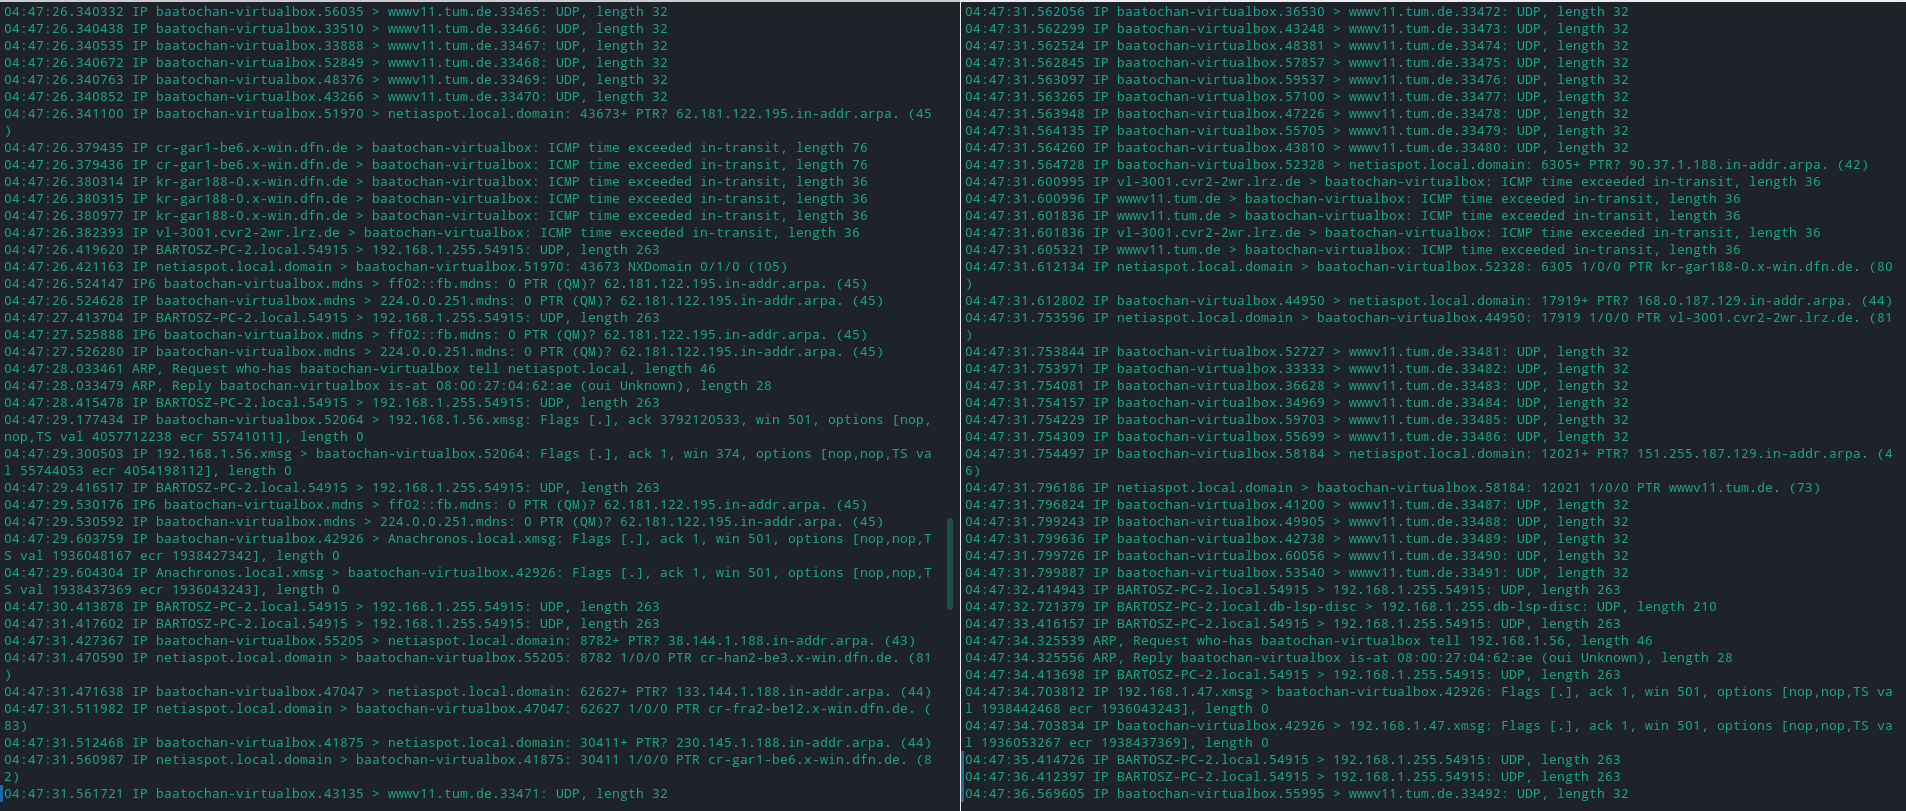 04:47:26.340332 IP baatochan-virtualbox.56035 > wwwv11.tum.de.33465: UDP, length 32
04:47:26.340438 IP baatochan-virtualbox.33510 > wwwv11.tum.de.33466: UDP, length 32
04:47:26.340535 IP baatochan-virtualbox.33888 > wwwv11.tum.de.33467: UDP, length 32
04:47:26.340672 IP baatochan-virtualbox.52849 > wwwv11.tum.de.33468: UDP, length 32
04:47:26.340763 IP baatochan-virtualbox.48376 > wwwv11.tum.de.33469: UDP, length 32
04:47:26.340852 IP baatochan-virtualbox.43266 > wwwv11.tum.de.33470: UDP, length 32
04:47:26.341100 IP baatochan-virtualbox.51970 > netiaspot.local.domain: 43673+ PTR? 62.181.122.195.in-addr.arpa. (45
)
04:47:26.379435 IP cr-gar1-be6.x-win.dfn.de > baatochan-virtualbox: ICMP time exceeded in-transit, length 76
04:47:26.379436 IP cr-gar1-be6.x-win.dfn.de > baatochan-virtualbox: ICMP time exceeded in-transit, length 76
04:47:26.380314 IP kr-gar188-0.x-win.dfn.de > baatochan-virtualbox: ICMP time exceeded in-transit, length 36
04:47:26.380315 IP kr-gar188-0.x-win.dfn.de > baatochan-virtualbox: ICMP time exceeded in-transit, length 36
04:47:26.380977 IP kr-gar188-0.x-win.dfn.de > baatochan-virtualbox: ICMP time exceeded in-transit, length 36
04:47:26.382393 IP vl-3001.cvr2-2wr.lrz.de > baatochan-virtualbox: ICMP time exceeded in-transit, length 36
04:47:26.419620 IP BARTOSZ-PC-2.local.54915 > 192.168.1.255.54915: UDP, length 263
04:47:26.421163 IP netiaspot.local.domain > baatochan-virtualbox.51970: 43673 NXDomain 0/1/0 (105)
04:47:26.524147 IP6 baatochan-virtualbox.mdns > ff02::fb.mdns: 0 PTR (QM)? 62.181.122.195.in-addr.arpa. (45)
04:47:26.524628 IP baatochan-virtualbox.mdns > 224.0.0.251.mdns: 0 PTR (QM)? 62.181.122.195.in-addr.arpa. (45)
04:47:27.413704 IP BARTOSZ-PC-2.local.54915 > 192.168.1.255.54915: UDP, length 263
04:47:27.525888 IP6 baatochan-virtualbox.mdns > ff02::fb.mdns: 0 PTR (QM)? 62.181.122.195.in-addr.arpa. (45)
04:47:27.526280 IP baatochan-virtualbox.mdns > 224.0.0.251.mdns: 0 PTR (QM)? 62.181.122.195.in-addr.arpa. (45)
04:47:28.033461 ARP, Request who-has baatochan-virtualbox tell netiaspot.local, length 46
04:47:28.033479 ARP, Reply baatochan-virtualbox is-at 08:00:27:04:62:ae (oui Unknown), length 28
04:47:28.415478 IP BARTOSZ-PC-2.local.54915 > 192.168.1.255.54915: UDP, length 263
04:47:29.177434 IP baatochan-virtualbox.52064 > 192.168.1.56.xmsg: Flags [.], ack 3792120533, win 501, options [nop,
nop,TS val 4057712238 ecr 55741011], length 0
04:47:29.300503 IP 192.168.1.56.xmsg > baatochan-virtualbox.52064: Flags [.], ack 1, win 374, options [nop,nop,TS va
l 55744053 ecr 4054198112], length 0
04:47:29.416517 IP BARTOSZ-PC-2.local.54915 > 192.168.1.255.54915: UDP, length 263
04:47:29.530176 IP6 baatochan-virtualbox.mdns > ff02::fb.mdns: 0 PTR (QM)? 62.181.122.195.in-addr.arpa. (45)
04:47:29.530592 IP baatochan-virtualbox.mdns > 224.0.0.251.mdns: 0 PTR (QM)? 62.181.122.195.in-addr.arpa. (45)
04:47:29.603759 IP baatochan-virtualbox.42926 > Anachronos.local.xmsg: Flags [.], ack 1, win 501, options [nop,nop,T
S val 1936048167 ecr 1938427342], length 0
04:47:29.604304 IP Anachronos.local.xmsg > baatochan-virtualbox.42926: Flags [.], ack 1, win 501, options [nop,nop,T
S val 1938437369 ecr 1936043243], length 0
04:47:30.413878 IP BARTOSZ-PC-2.local.54915 > 192.168.1.255.54915: UDP, length 263
04:47:31.417602 IP BARTOSZ-PC-2.local.54915 > 192.168.1.255.54915: UDP, length 263
04:47:31.427367 IP baatochan-virtualbox.55205 > netiaspot.local.domain: 8782+ PTR? 38.144.1.188.in-addr.arpa. (43)
04:47:31.470590 IP netiaspot.local.domain > baatochan-virtualbox.55205: 8782 1/0/0 PTR cr-han2-be3.x-win.dfn.de. (81
)
04:47:31.471638 IP baatochan-virtualbox.47047 > netiaspot.local.domain: 62627+ PTR? 133.144.1.188.in-addr.arpa. (44)
04:47:31.511982 IP netiaspot.local.domain > baatochan-virtualbox.47047: 62627 1/0/0 PTR cr-fra2-be12.x-win.dfn.de. (
83)
04:47:31.512468 IP baatochan-virtualbox.41875 > netiaspot.local.domain: 30411+ PTR? 230.145.1.188.in-addr.arpa. (44)
04:47:31.560987 IP netiaspot.local.domain > baatochan-virtualbox.41875: 30411 1/0/0 PTR cr-gar1-be6.x-win.dfn.de. (8
2)
04:47:31.561721 IP baatochan-virtualbox.43135 > wwwv11.tum.de.33471: UDP, length 32
04:47:31.562056 IP baatochan-virtualbox.36530 > wwwv11.tum.de.33472: UDP, length 32
04:47:31.562299 IP baatochan-virtualbox.43248 > wwwv11.tum.de.33473: UDP, length 32
04:47:31.562524 IP baatochan-virtualbox.48381 > wwwv11.tum.de.33474: UDP, length 32
04:47:31.562845 IP baatochan-virtualbox.57857 > wwwv11.tum.de.33475: UDP, length 32
04:47:31.563097 IP baatochan-virtualbox.59537 > wwwv11.tum.de.33476: UDP, length 32
04:47:31.563265 IP baatochan-virtualbox.57100 > wwwv11.tum.de.33477: UDP, length 32
04:47:31.563948 IP baatochan-virtualbox.47226 > wwwv11.tum.de.33478: UDP, length 32
04:47:31.564135 IP baatochan-virtualbox.55705 > wwwv11.tum.de.33479: UDP, length 32
04:47:31.564260 IP baatochan-virtualbox.43810 > wwwv11.tum.de.33480: UDP, length 32
04:47:31.564728 IP baatochan-virtualbox.52328 > netiaspot.local.domain: 6305+ PTR? 90.37.1.188.in-addr.arpa. (42)
04:47:31.600995 IP vl-3001.cvr2-2wr.lrz.de > baatochan-virtualbox: ICMP time exceeded in-transit, length 36
04:47:31.600996 IP wwwv11.tum.de > baatochan-virtualbox: ICMP time exceeded in-transit, length 36
04:47:31.601836 IP wwwv11.tum.de > baatochan-virtualbox: ICMP time exceeded in-transit, length 36
04:47:31.601836 IP vl-3001.cvr2-2wr.lrz.de > baatochan-virtualbox: ICMP time exceeded in-transit, length 36
04:47:31.605321 IP wwwv11.tum.de > baatochan-virtualbox: ICMP time exceeded in-transit, length 36
04:47:31.612134 IP netiaspot.local.domain > baatochan-virtualbox.52328: 6305 1/0/0 PTR kr-gar188-0.x-win.dfn.de. (80
)
04:47:31.612802 IP baatochan-virtualbox.44950 > netiaspot.local.domain: 17919+ PTR? 168.0.187.129.in-addr.arpa. (44)
04:47:31.753596 IP netiaspot.local.domain > baatochan-virtualbox.44950: 17919 1/0/0 PTR vl-3001.cvr2-2wr.lrz.de. (81
)
04:47:31.753844 IP baatochan-virtualbox.52727 > wwwv11.tum.de.33481: UDP, length 32
04:47:31.753971 IP baatochan-virtualbox.33333 > wwwv11.tum.de.33482: UDP, length 32
04:47:31.754081 IP baatochan-virtualbox.36628 > wwwv11.tum.de.33483: UDP, length 32
04:47:31.754157 IP baatochan-virtualbox.34969 > wwwv11.tum.de.33484: UDP, length 32
04:47:31.754229 IP baatochan-virtualbox.59703 > wwwv11.tum.de.33485: UDP, length 32
04:47:31.754309 IP baatochan-virtualbox.55699 > wwwv11.tum.de.33486: UDP, length 32
04:47:31.754497 IP baatochan-virtualbox.58184 > netiaspot.local.domain: 12021+ PTR? 151.255.187.129.in-addr.arpa. (4
6)
04:47:31.796186 IP netiaspot.local.domain > baatochan-virtualbox.58184: 12021 1/0/0 PTR wwwv11.tum.de. (73)
04:47:31.796824 IP baatochan-virtualbox.41200 > wwwv11.tum.de.33487: UDP, length 32
04:47:31.799243 IP baatochan-virtualbox.49905 > wwwv11.tum.de.33488: UDP, length 32
04:47:31.799636 IP baatochan-virtualbox.42738 > wwwv11.tum.de.33489: UDP, length 32
04:47:31.799726 IP baatochan-virtualbox.60056 > wwwv11.tum.de.33490: UDP, length 32
04:47:31.799887 IP baatochan-virtualbox.53540 > wwwv11.tum.de.33491: UDP, length 32
04:47:32.414943 IP BARTOSZ-PC-2.local.54915 > 192.168.1.255.54915: UDP, length 263
04:47:32.721379 IP BARTOSZ-PC-2.local.db-lsp-disc > 192.168.1.255.db-lsp-disc: UDP, length 210
04:47:33.416157 IP BARTOSZ-PC-2.local.54915 > 192.168.1.255.54915: UDP, length 263
04:47:34.325539 ARP, Request who-has baatochan-virtualbox tell 192.168.1.56, length 46
04:47:34.325556 ARP, Reply baatochan-virtualbox is-at 08:00:27:04:62:ae (oui Unknown), length 28
04:47:34.413698 IP BARTOSZ-PC-2.local.54915 > 192.168.1.255.54915: UDP, length 263
04:47:34.703812 IP 192.168.1.47.xmsg > baatochan-virtualbox.42926: Flags [.], ack 1, win 501, options [nop,nop,TS va
l 1938442468 ecr 1936043243], length 0
04:47:34.703834 IP baatochan-virtualbox.42926 > 192.168.1.47.xmsg: Flags [.], ack 1, win 501, options [nop,nop,TS va
l 1936053267 ecr 1938437369], length 0
04:47:35.414726 IP BARTOSZ-PC-2.local.54915 > 192.168.1.255.54915: UDP, length 263
04:47:36.412397 IP BARTOSZ-PC-2.local.54915 > 192.168.1.255.54915: UDP, length 263
04:47:36.569605 IP baatochan-virtualbox.55995 > wwwv11.tum.de.33492: UDP, length 32